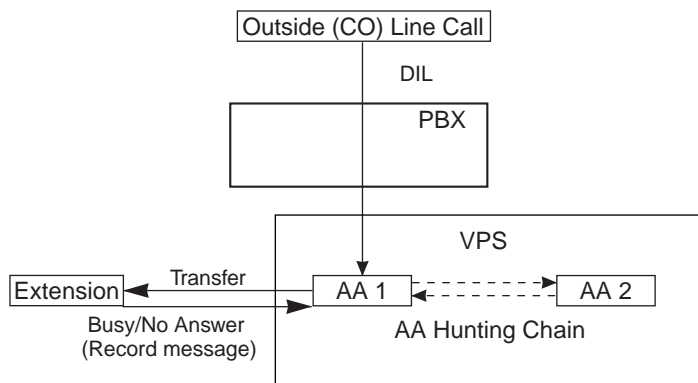 Outside (CO) Line Call
DIL
PBX
VPS
Transfer
Extension
AA 1
AA 2
Busy/No Answer
(Record message)
AA Hunting Chain